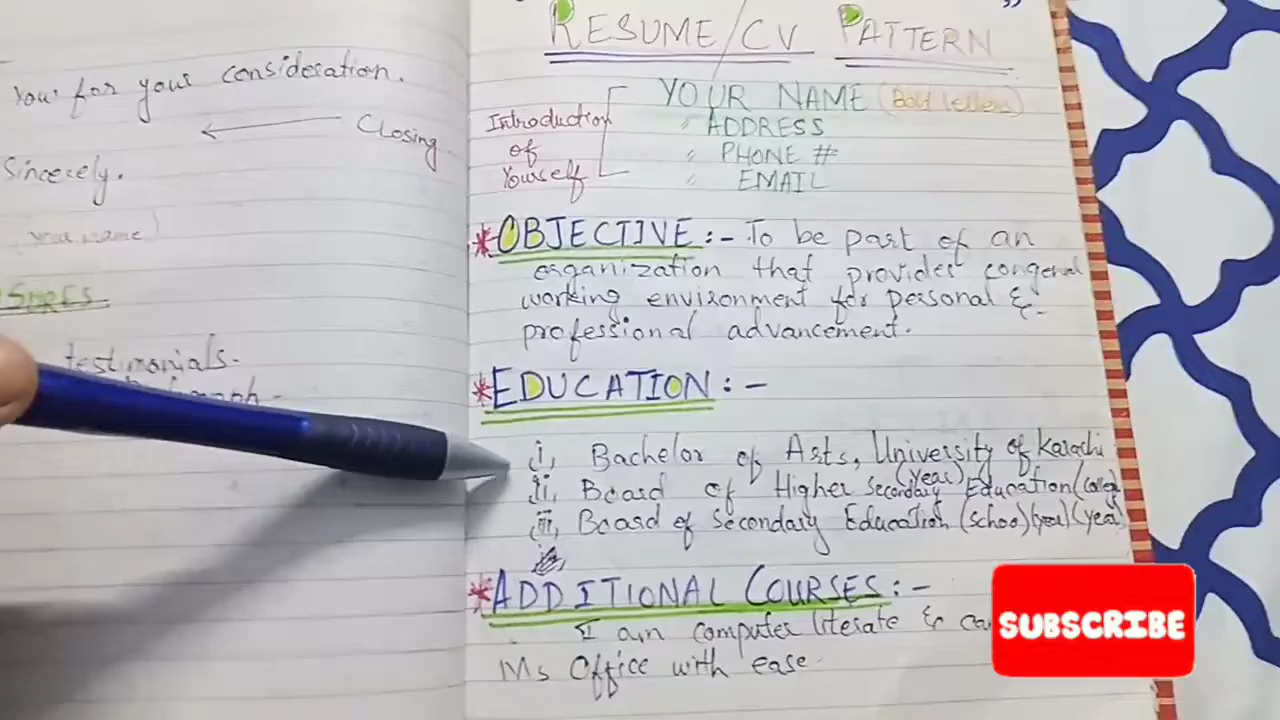 Your for your consideration.
Closing
Sincerely.
your name)
testimonials.
"
RESUME/CV PATTERN
YOUR NAME (Bold letters)
Introduction of Yourself
" ADDRESS
" PHONE #
" EMAIL
*OBJECTIVE :- To be part of an
organization that provides congenial
working environment for personal &
professional advancement.
*EDUCATION :-
i, Bachelor of Arts, University of Karachi
(year)
ii, Board of Higher Secondary Education (college
iii, Board of Secondary Education (school) (year) (year)
*ADDITIONAL COURSES :-
I am computer literate &
Ms Office with ease.
SUBSCRIBE